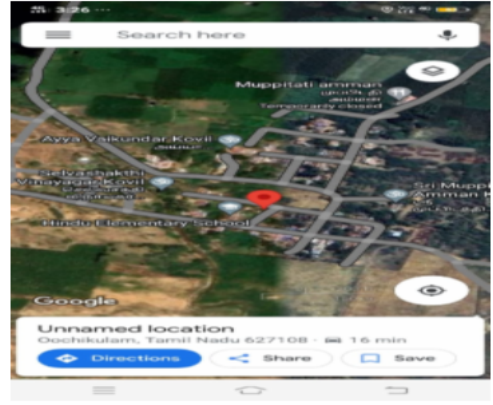 3:26
Search here
Muppitati amman
Temporarily closed
Ayya Vaikundar Kovil
Selvashakthi
Vinayagar Kovil
Sri Muppi
Amman K
Hindu Elementary School
Google
Unnamed location
Oochikulam, Tamil Nadu 627108 · 16 min
Directions
Share
Save